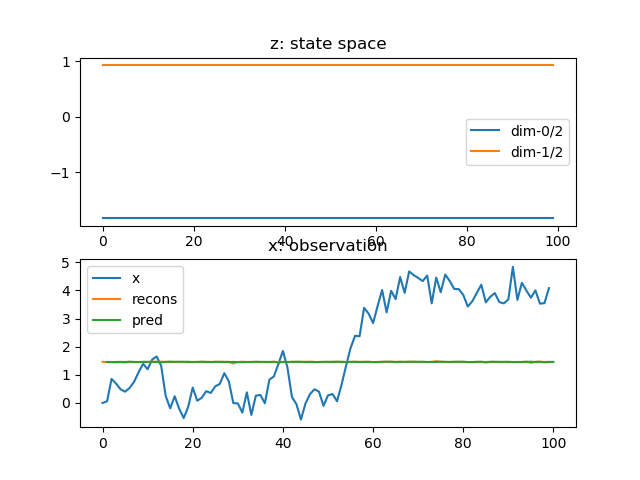 z: state space
1
0
−1
dim-0/2
dim-1/2
0 20 40 60 80 100
x: observation
5
4
3
2
1
0
x
recons
pred
0 20 40 60 80 100